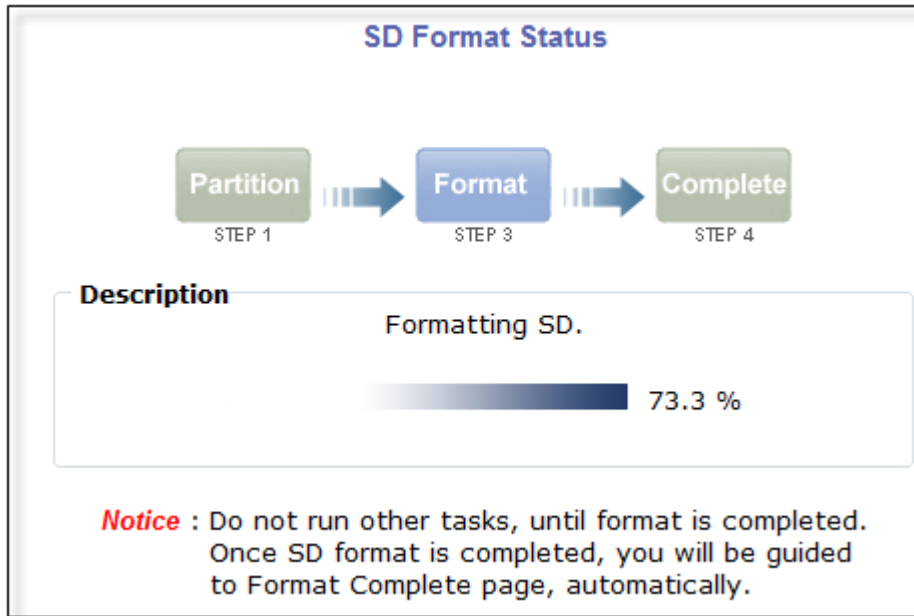 SD Format Status
Partition
Format
Complete
STEP 1
STEP 3
STEP 4
Description
Formatting SD.
73.3 %
Notice : Do not run other tasks, until format is completed.
Once SD format is completed, you will be guided
to Format Complete page, automatically.